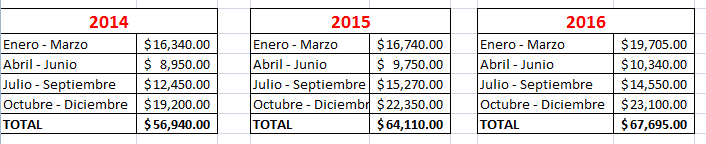 2014 2015 2016
Enero - Marzo $16,340.00 Enero - Marzo $16,740.00 Enero - Marzo $19,705.00
Abril - Junio $ 8,950.00 Abril - Junio $ 9,750.00 Abril - Junio $10,340.00
Julio - Septiembre $12,450.00 Julio - Septiembre $15,270.00 Julio - Septiembre $14,550.00
Octubre - Diciembre $19,200.00 Octubre - Diciembr $22,350.00 Octubre - Diciembre $23,100.00
TOTAL $56,940.00 TOTAL $64,110.00 TOTAL $67,695.00